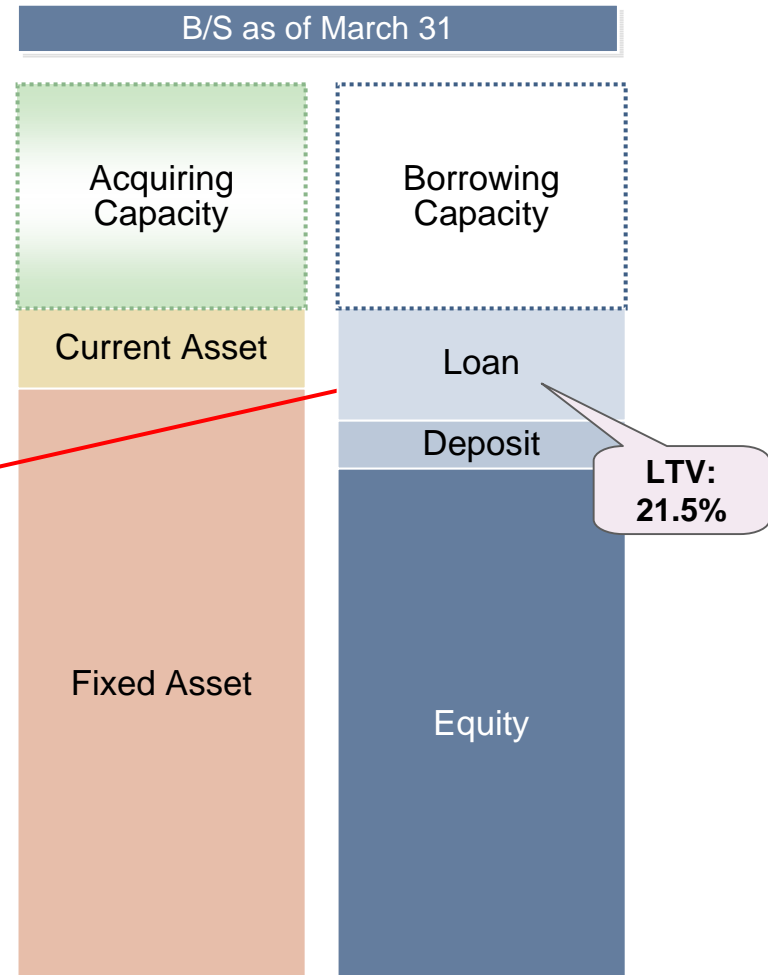 B/S as of March 31
Acquiring
Capacity
Borrowing
Capacity
Current Asset
Loan
Deposit
LTV:
21.5%
Fixed Asset
Equity